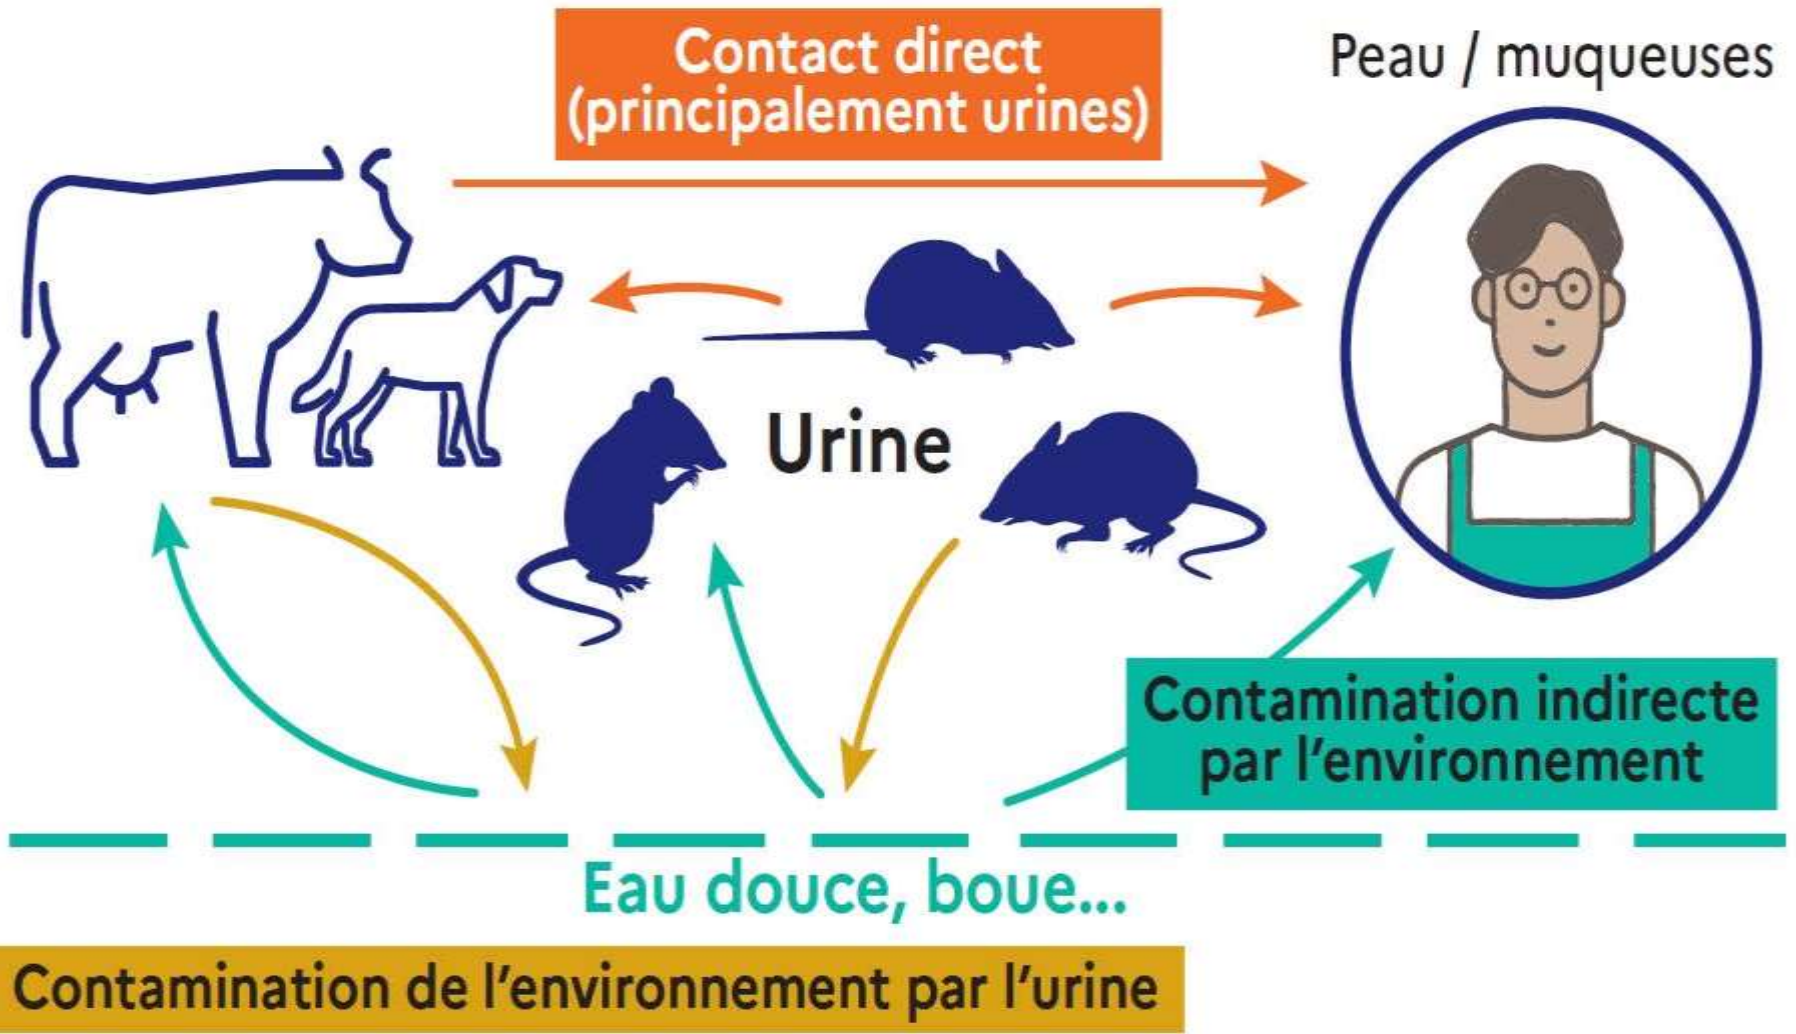 Contact direct
(principalement urines)
Peau / muqueuses
Urine
Contamination indirecte
par l'environnement
Eau douce, boue...
Contamination de l'environnement par l'urine